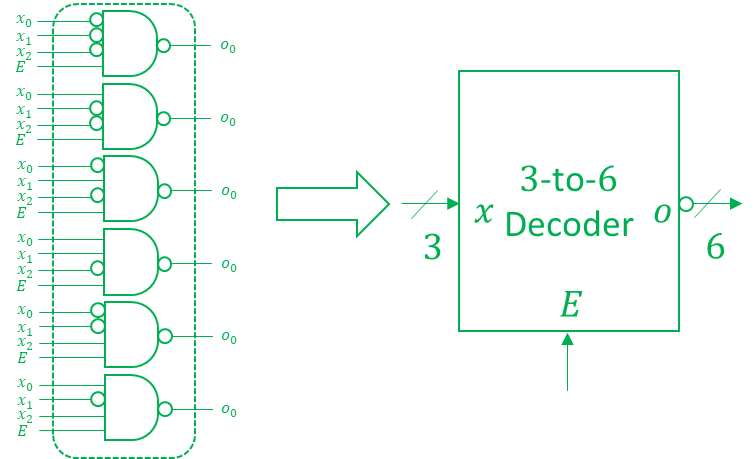 x₀
x₁
x₂
E
o₀
x₀
x₁
x₂
E
o₀
x₀
x₁
x₂
E
o₀
x₀
x₁
x₂
E
o₀
x₀
x₁
x₂
E
o₀
x₀
x₁
x₂
E
o₀
3-to-6
Decoder
x
o
3
6
E